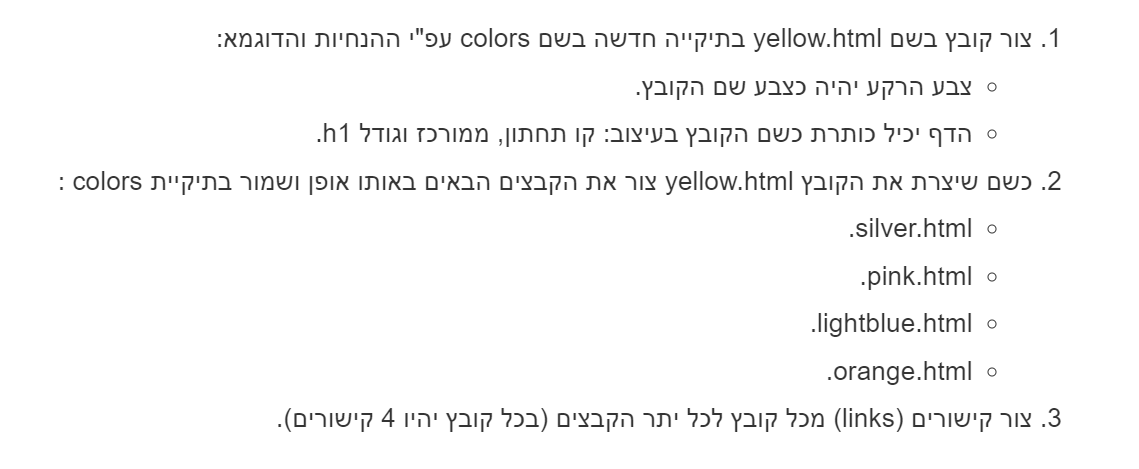 1. צור קובץ בשם yellow.html בתיקייה חדשה בשם colors עפ"י ההנחיות והדוגמא:
○ צבע הרקע יהיה כצבע שם הקובץ.
○ הדף יכיל כותרת כשם הקובץ בעיצוב: קו תחתון, ממורכז וגודל h1.
2. כשם שיצרת את הקובץ yellow.html צור את הקבצים הבאים באותו אופן ושמור בתיקיית colors :
○ silver.html.
○ pink.html.
○ lightblue.html.
○ orange.html.
3. צור קישורים (links) מכל קובץ לכל יתר הקבצים (בכל קובץ יהיו 4 קישורים).